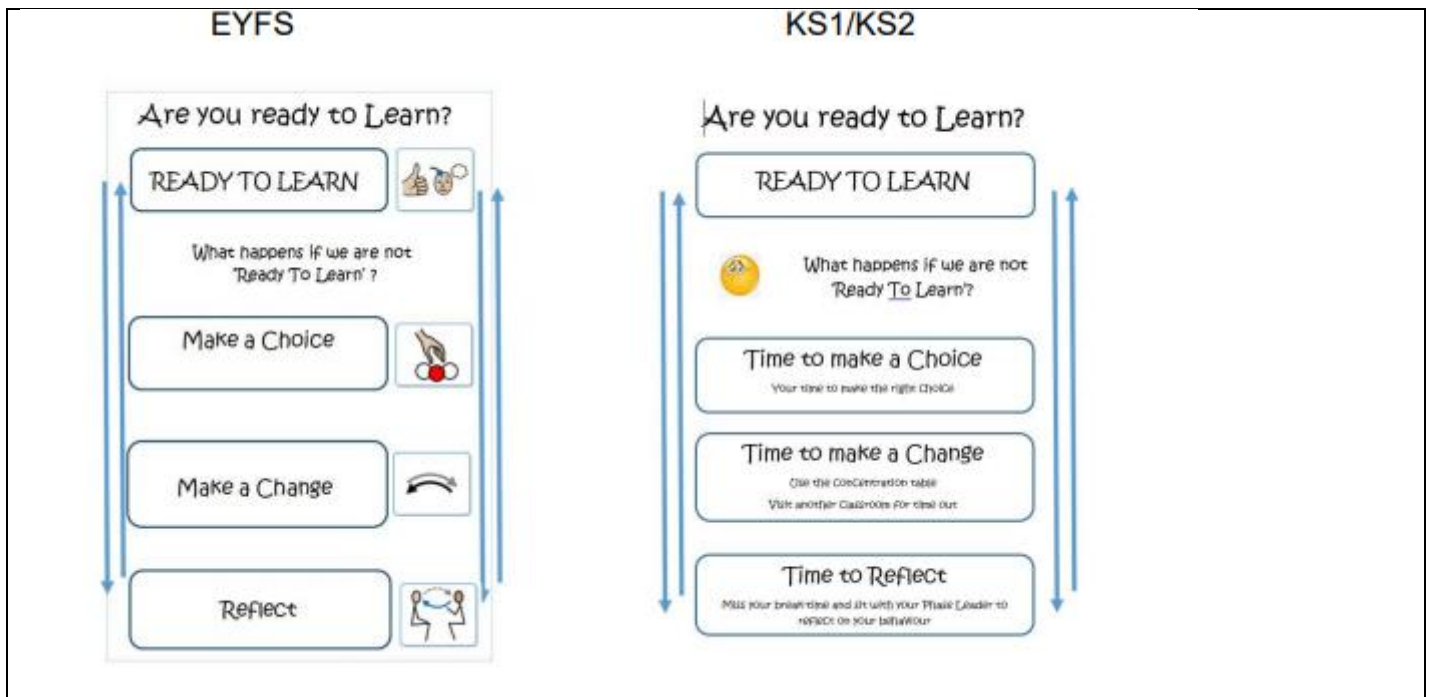 EYFS
Are you ready to Learn?
READY TO LEARN
What happens if we are not
'Ready To Learn' ?
Make a Choice
Make a Change
Reflect
KS1/KS2
Are you ready to Learn?
READY TO LEARN
What happens if we are not
'Ready To Learn'?
Time to make a Choice
Your time to make the right choice
Time to make a Change
Use the concentration table
Visit another classroom for time out
Time to Reflect
Miss your break time and sit with your Phase Leader to
reflect on your behaviour